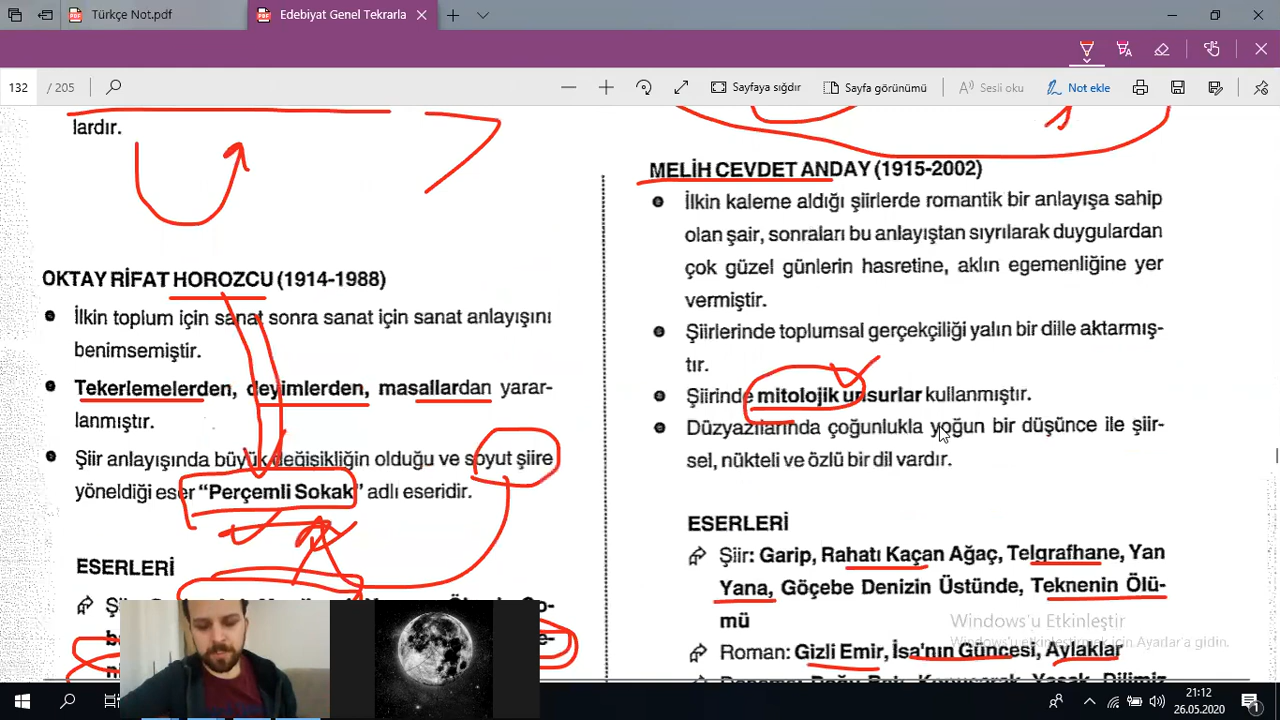 Türkçe Not.pdf
Edebiyat Genel Tekrarla
132 / 205
Sayfaya sığdır
Sayfa görünümü
Sesli oku
Not ekle
lardır.
OKTAY RİFAT HOROZCU (1914-1988)
İlkin toplum için sanat sonra sanat için sanat anlayışını
benimsemiştir.
Tekerlemelerden, deyimlerden, masallardan yarar-
lanmıştır.
Şiir anlayışında büyük değişikliğin olduğu ve soyut şiire
yöneldiği eser “Perçemli Sokak” adlı eseridir.
ESERLERİ
MELİH CEVDET ANDAY (1915-2002)
İlkin kaleme aldığı şiirlerde romantik bir anlayışa sahip
olan şair, sonraları bu anlayıştan sıyrılarak duygulardan
çok güzel günlerin hasretine, aklın egemenliğine yer
vermiştir.
Şiirlerinde toplumsal gerçekçiliği yalın bir dille aktarmış-
tır.
Şiirinde mitolojik unsurlar kullanmıştır.
Düzyazılarında çoğunlukla yoğun bir düşünce ile şiir-
sel, nükteli ve özlü bir dil vardır.
ESERLERİ
Şiir: Garip, Rahatı Kaçan Ağaç, Telgrafhane, Yan
Yana, Göçebe Denizin Üstünde, Teknenin Ölü-
mü
Roman: Gizli Emir, İsa'nın Güncesi, Aylaklar
Windows'u Etkinleştir
Windows'u etkinleştirmek için Ayarlar'a gidin.
21:12
26.05.2020